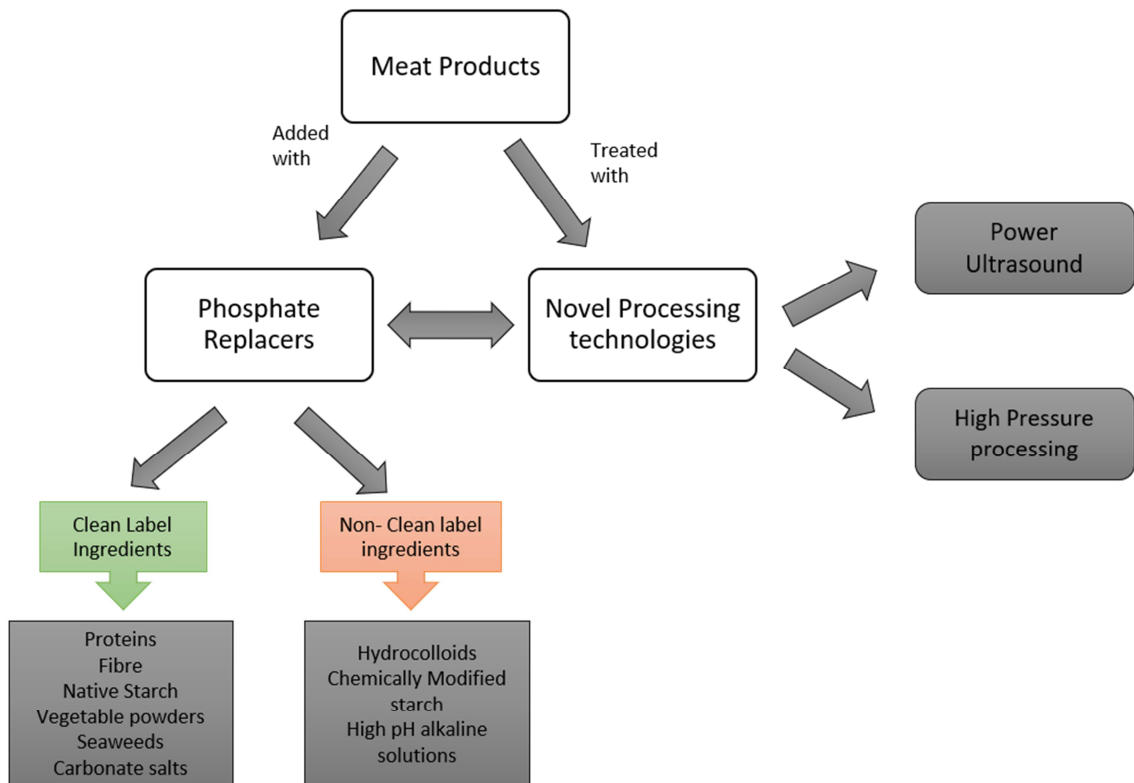 Meat Products
Added
with
Treated
with
Power
Ultrasound
Phosphate
Replacers
Novel Processing
technologies
High Pressure
processing
Clean Label
Ingredients
Non- Clean label
ingredients
Proteins
Fibre
Native Starch
Vegetable powders
Seaweeds
Carbonate salts
Hydrocolloids
Chemically Modified
starch
High pH alkaline
solutions